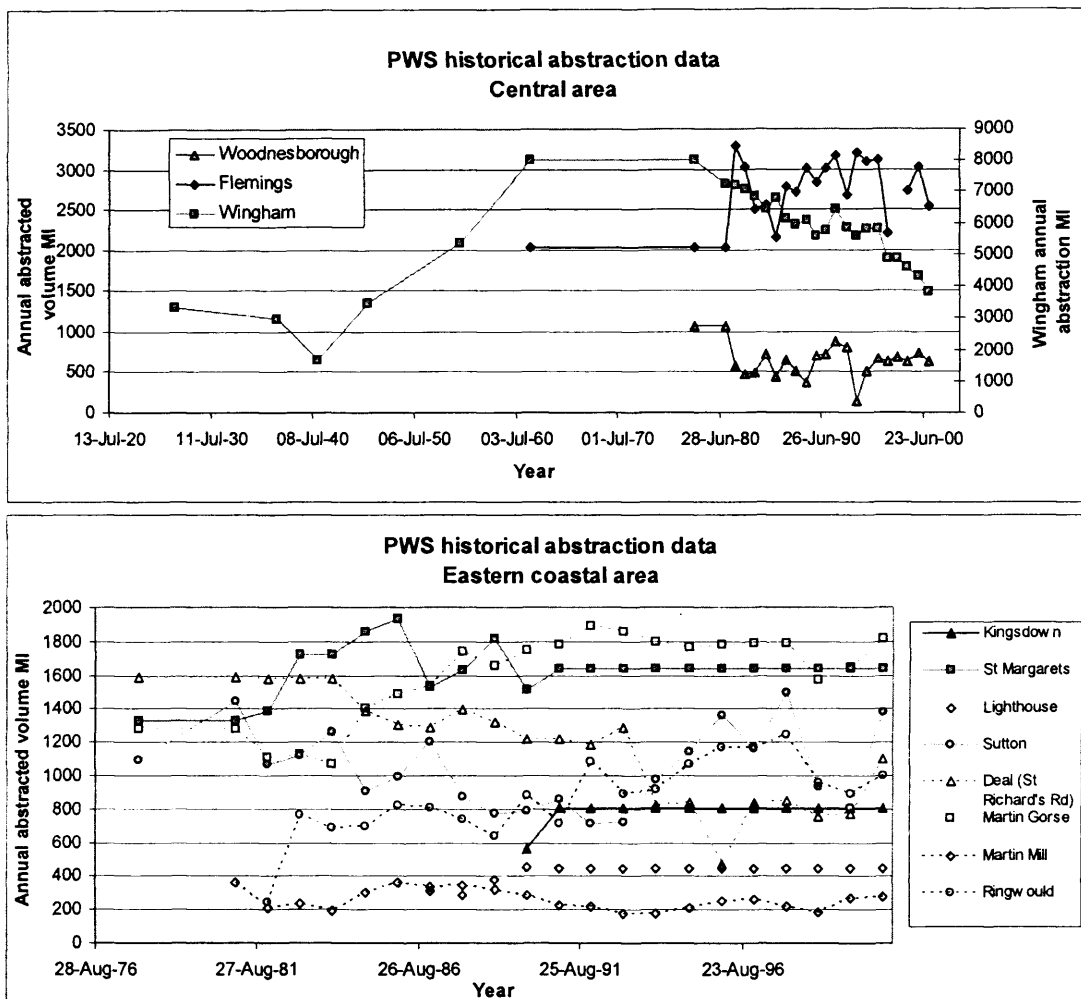 PWS historical abstraction data
Central area
Annual abstracted
volume Ml
3500
3000
2500
2000
1500
1000
500
0
Woodnesborough
Flemings
Wingham
9000
8000
7000
6000
5000
4000
3000
2000
1000
0
Wingham annual
abstraction Ml
13-Jul-20 11-Jul-30 08-Jul-40 06-Jul-50 03-Jul-60 01-Jul-70 28-Jun-80 26-Jun-90 23-Jun-00
Year
PWS historical abstraction data
Eastern coastal area
Annual abstracted volume Ml
2000
1800
1600
1400
1200
1000
800
600
400
200
0
28-Aug-76 27-Aug-81 26-Aug-86 25-Aug-91 23-Aug-96
Year
Kingsdown
St Margarets
Lighthouse
Sutton
Deal (St
Richard's Rd)
Martin Gorse
Martin Mill
Ringwould